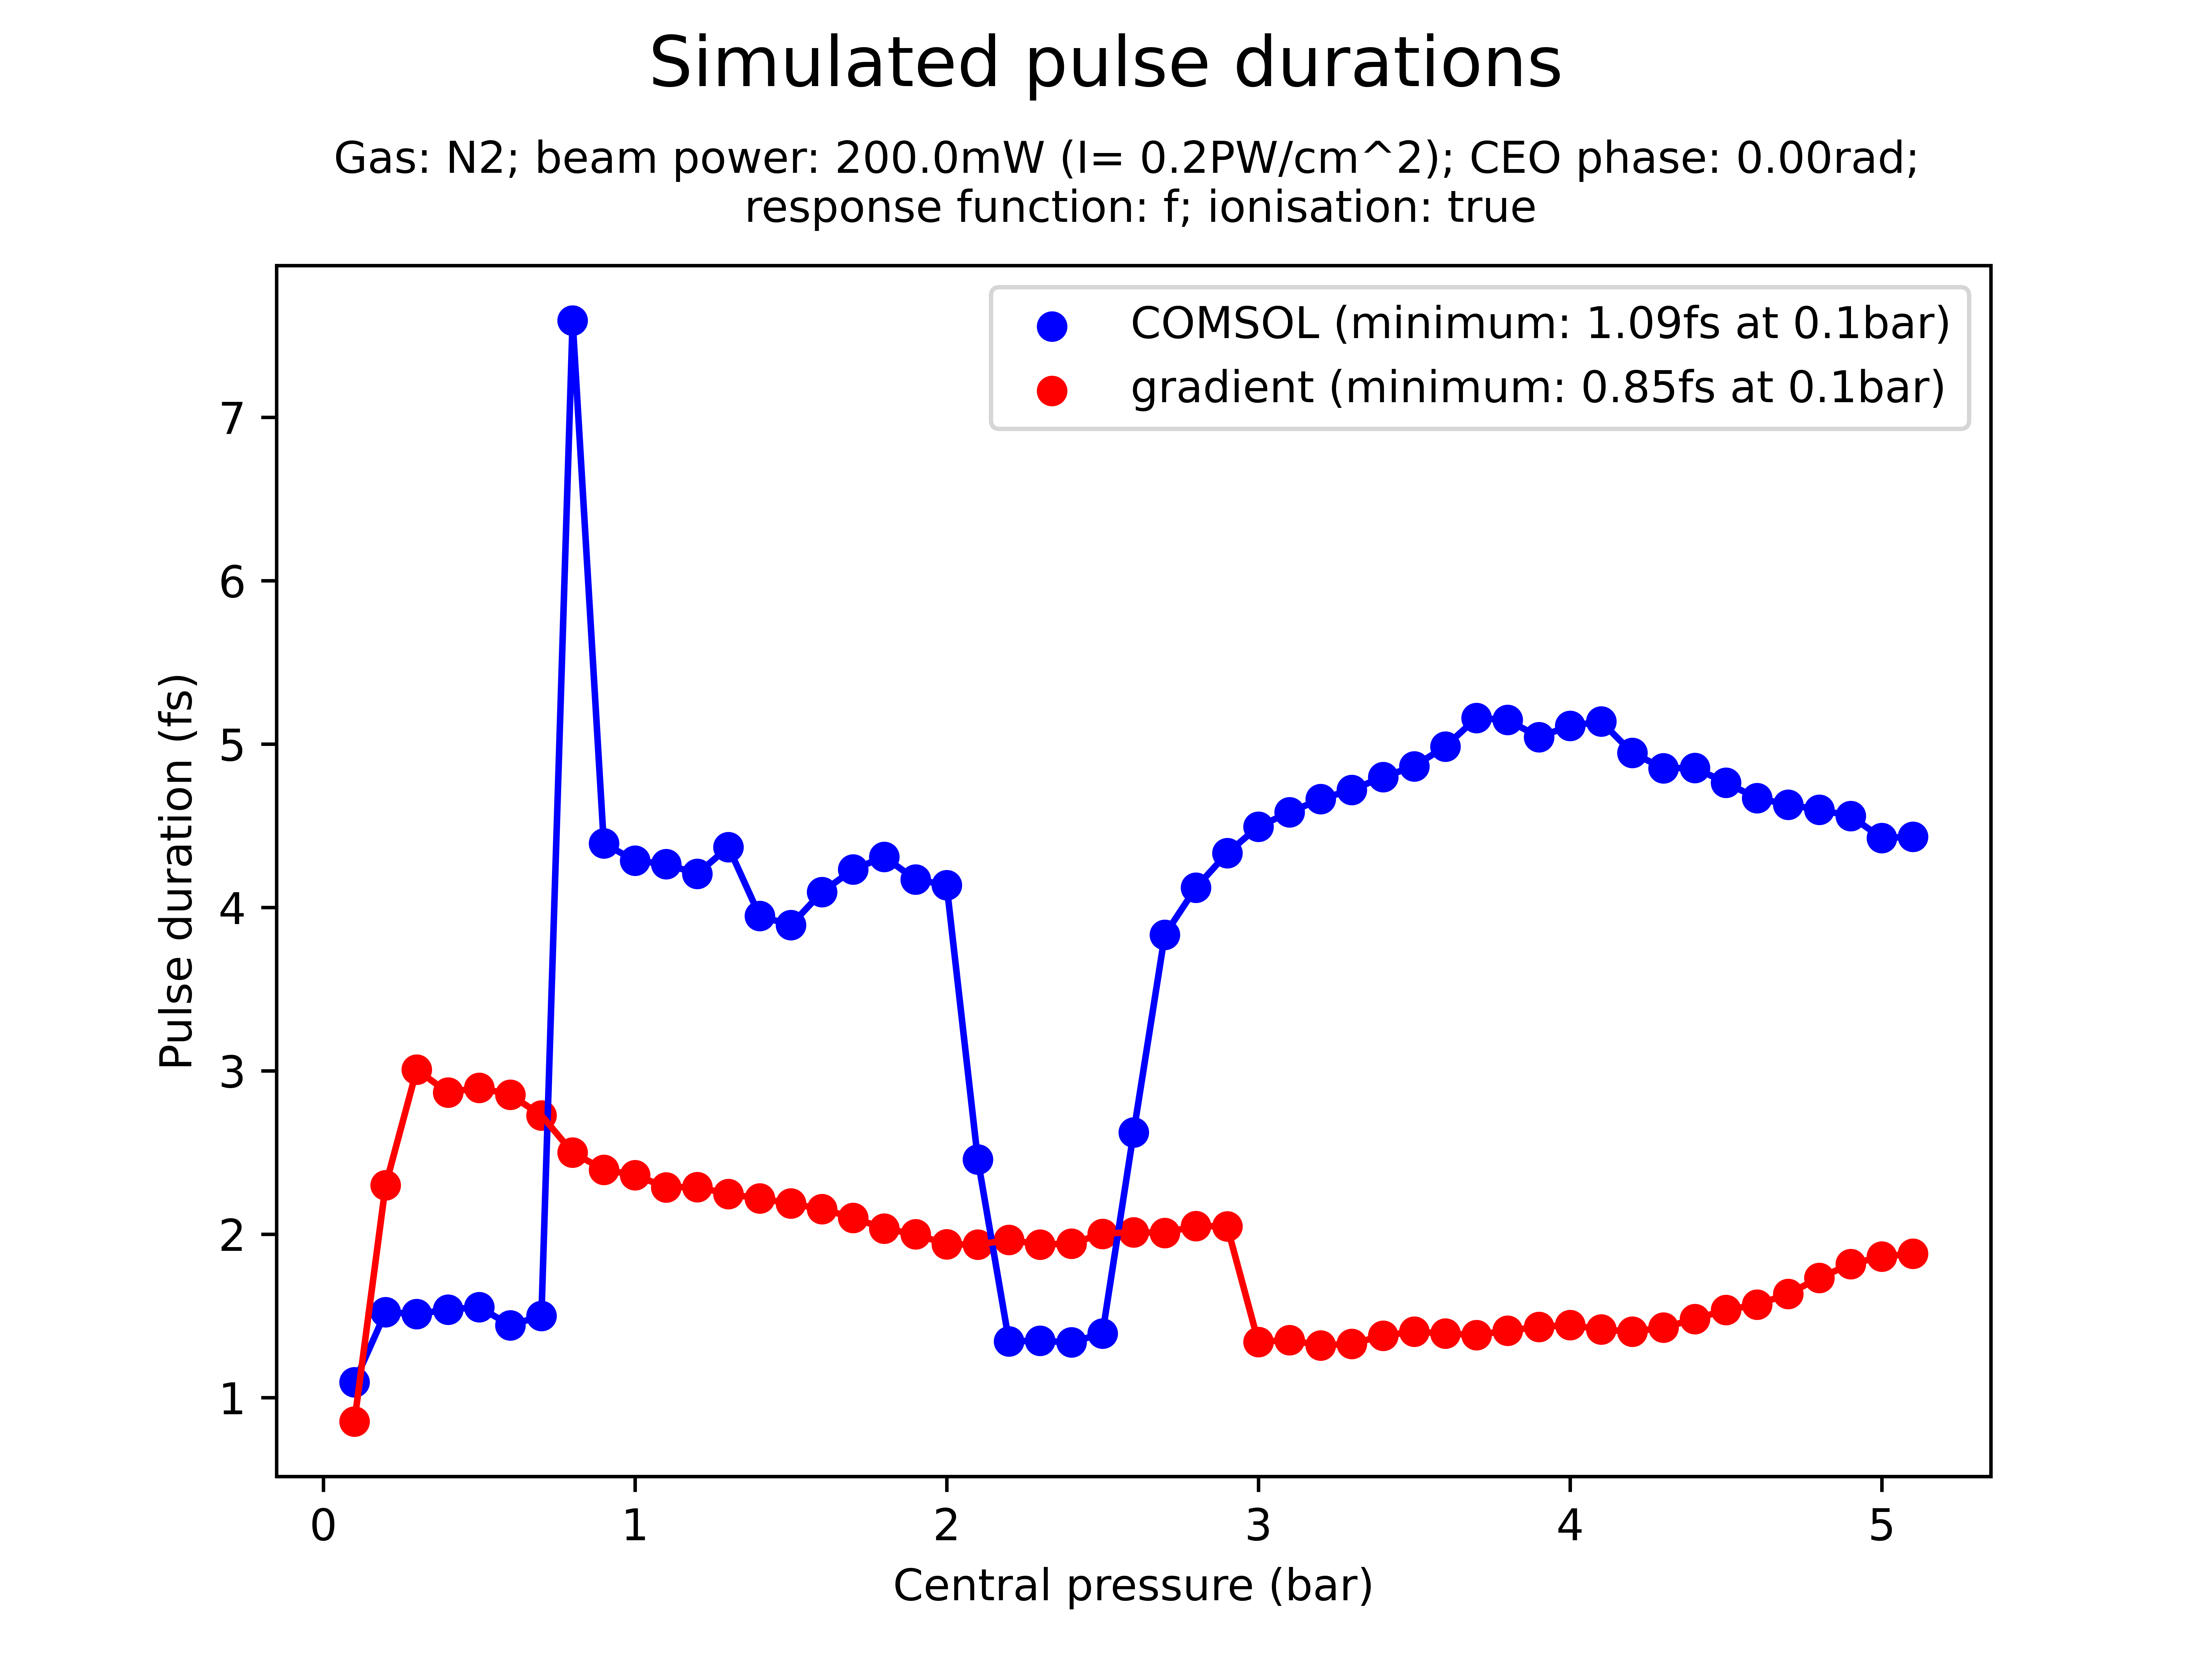 Simulated pulse durations
Gas: N2; beam power: 200.0mW (I= 0.2PW/cm^2); CEO phase: 0.00rad;
response function: f; ionisation: true
COMSOL (minimum: 1.09fs at 0.1bar)
gradient (minimum: 0.85fs at 0.1bar)
Pulse duration (fs)
7
6
5
4
3
2
1
0 1 2 3 4 5
Central pressure (bar)